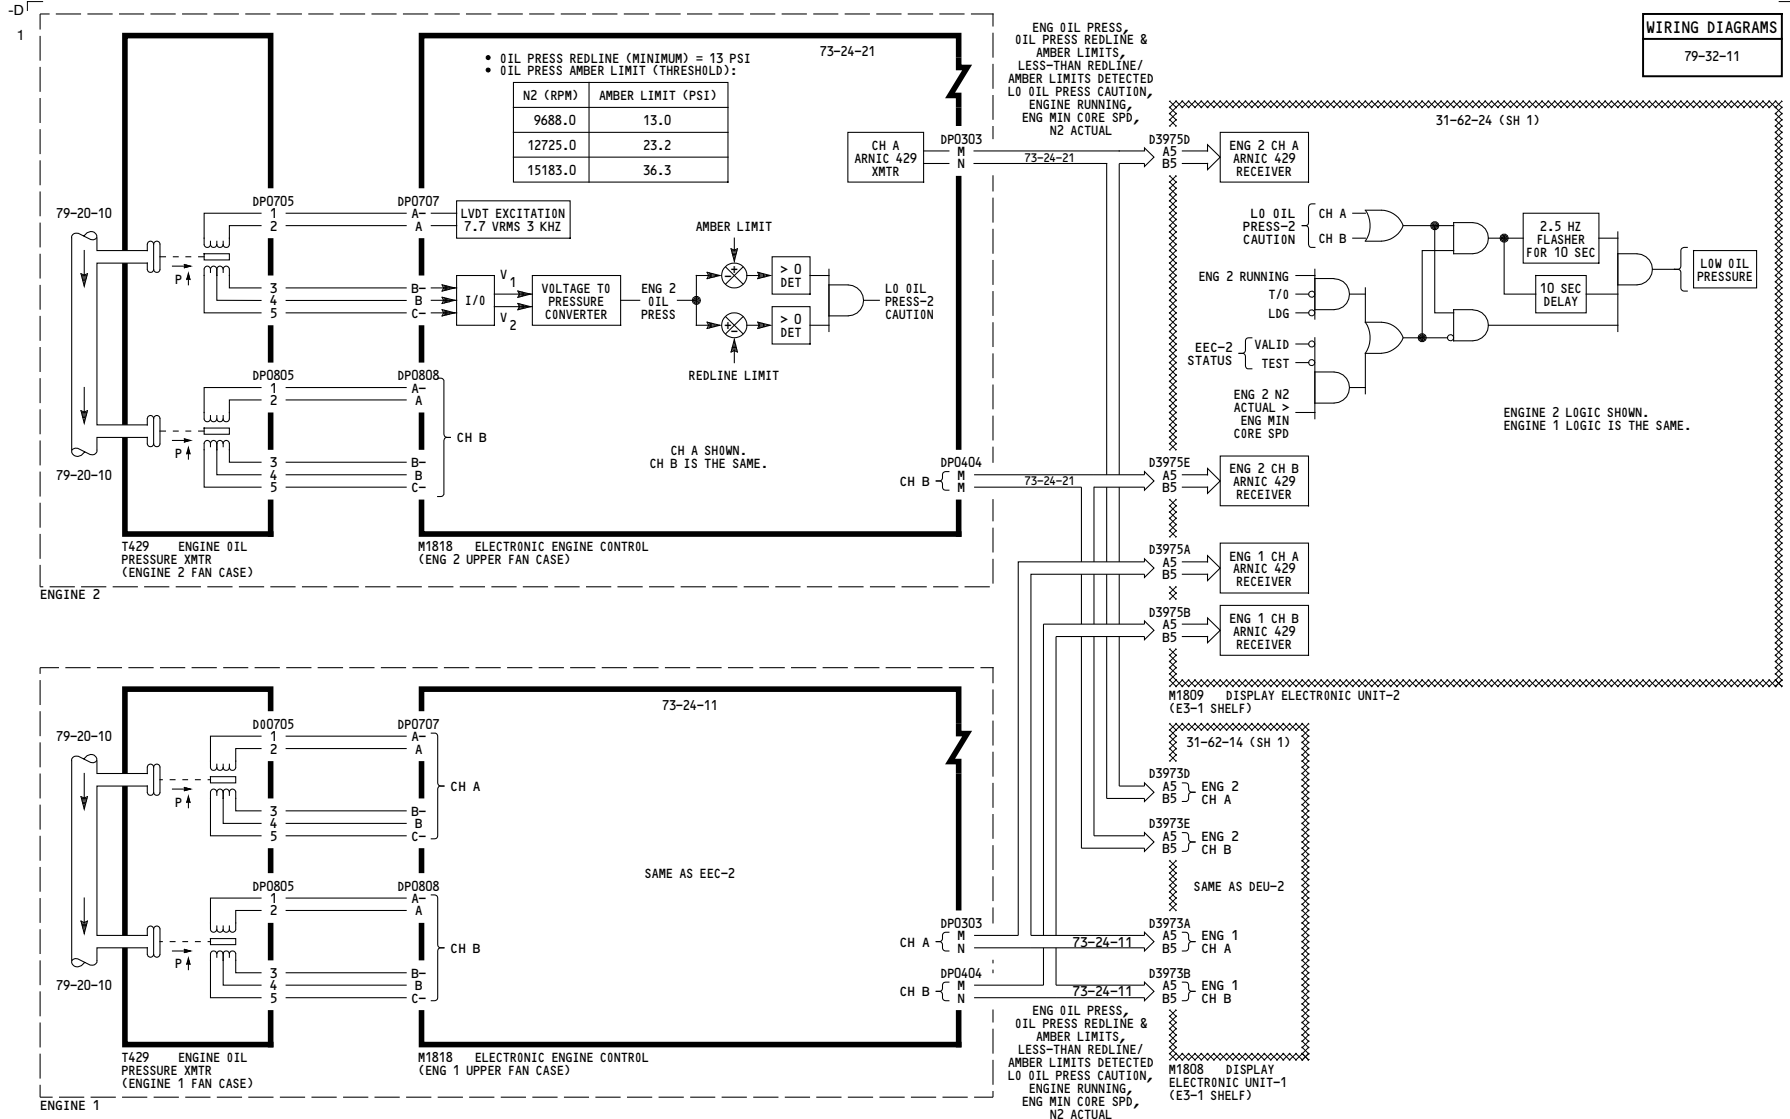 -D
1
WIRING DIAGRAMS
79-32-11
73-24-21
• OIL PRESS REDLINE (MINIMUM) = 13 PSI
• OIL PRESS AMBER LIMIT (THRESHOLD):
N2 (RPM) AMBER LIMIT (PSI)
9688.0 13.0
12725.0 23.2
15183.0 36.3
ENG OIL PRESS,
OIL PRESS REDLINE &
AMBER LIMITS,
LESS-THAN REDLINE/
AMBER LIMITS DETECTED
LO OIL PRESS CAUTION,
ENGINE RUNNING,
ENG MIN CORE SPD,
N2 ACTUAL
CH A
ARNIC 429
XMTR
DP0303
M
N
73-24-21
79-20-10
DP0705
1
2
3
4
5
DP0707
A-
A
B-
B
C-
LVDT EXCITATION
7.7 VRMS 3 KHZ
I/O
V1
V2
VOLTAGE TO
PRESSURE
CONVERTER
ENG 2
OIL
PRESS
AMBER LIMIT
+
-
> 0
DET
> 0
DET
+
-
REDLINE LIMIT
LO OIL
PRESS-2
CAUTION
P
DP0805
1
2
3
4
5
DP0808
A-
A
B-
B
C-
CH B
P
79-20-10
CH A SHOWN.
CH B IS THE SAME.
CH B
DP0404
M
M
73-24-21
T429 ENGINE OIL
PRESSURE XMTR
(ENGINE 2 FAN CASE)
M1818 ELECTRONIC ENGINE CONTROL
(ENG 2 UPPER FAN CASE)
ENGINE 2
31-62-24 (SH 1)
D3975D
A5
B5
ENG 2 CH A
ARNIC 429
RECEIVER
LO OIL
PRESS-2
CAUTION
CH A
CH B
ENG 2 RUNNING
T/O
LDG
EEC-2
STATUS
VALID
TEST
ENG 2 N2
ACTUAL >
ENG MIN
CORE SPD
2.5 HZ
FLASHER
FOR 10 SEC
10 SEC
DELAY
LOW OIL
PRESSURE
ENGINE 2 LOGIC SHOWN.
ENGINE 1 LOGIC IS THE SAME.
D3975E
A5
B5
ENG 2 CH B
ARNIC 429
RECEIVER
D3975A
A5
B5
ENG 1 CH A
ARNIC 429
RECEIVER
D3975B
A5
B5
ENG 1 CH B
ARNIC 429
RECEIVER
M1809 DISPLAY ELECTRONIC UNIT-2
(E3-1 SHELF)
73-24-11
79-20-10
DO0705
1
2
3
4
5
DP0707
A-
A
B-
B
C-
CH A
P
DP0805
1
2
3
4
5
DP0808
A-
A
B-
B
C-
CH B
P
79-20-10
SAME AS EEC-2
CH A
DP0303
M
N
73-24-11
CH B
DP0404
M
N
73-24-11
T429 ENGINE OIL
PRESSURE XMTR
(ENGINE 1 FAN CASE)
M1818 ELECTRONIC ENGINE CONTROL
(ENG 1 UPPER FAN CASE)
ENGINE 1
ENG OIL PRESS,
OIL PRESS REDLINE &
AMBER LIMITS,
LESS-THAN REDLINE/
AMBER LIMITS DETECTED
LO OIL PRESS CAUTION,
ENGINE RUNNING,
ENG MIN CORE SPD,
N2 ACTUAL
31-62-14 (SH 1)
D3973D
A5
B5
ENG 2
CH A
D3973E
A5
B5
ENG 2
CH B
SAME AS DEU-2
D3973A
A5
B5
ENG 1
CH A
D3973B
A5
B5
ENG 1
CH B
M1808 DISPLAY
ELECTRONIC UNIT-1
(E3-1 SHELF)